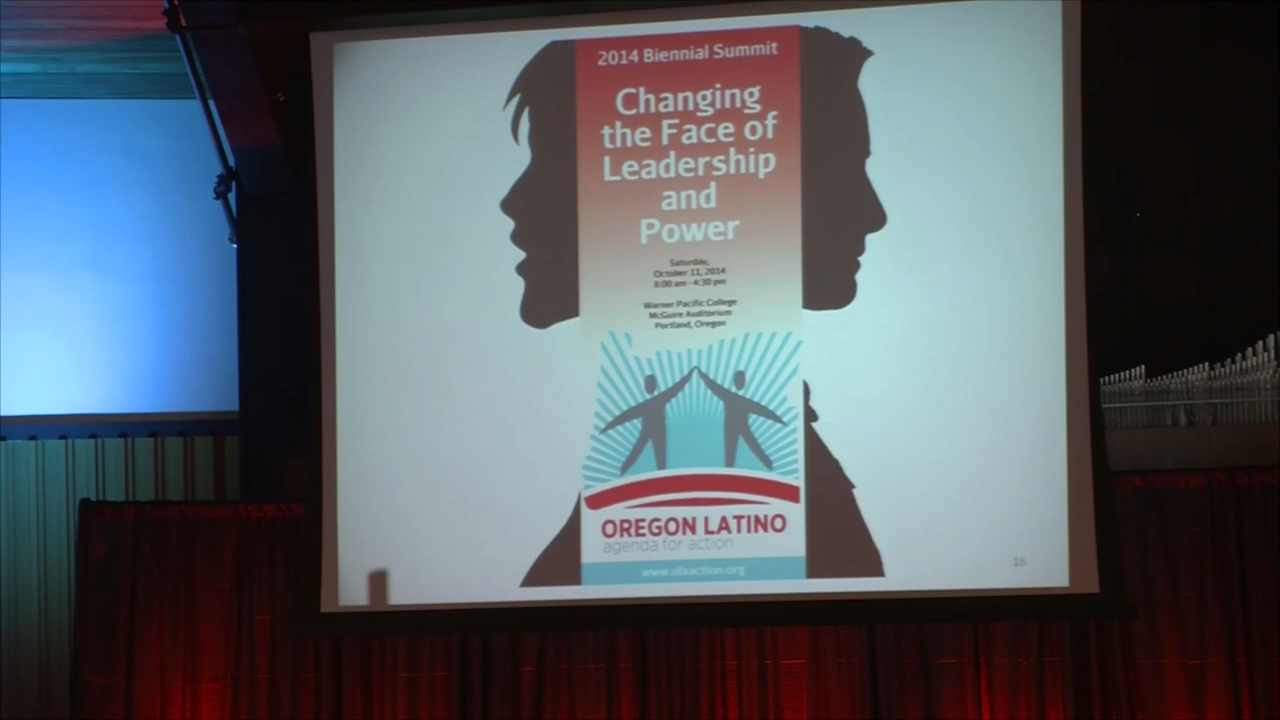 2014 Biennial Summit
Changing
the Face of
Leadership
and
Power
Saturday,
October 11, 2014
8:00 am - 4:30 pm
Warner Pacific College
McGuire Auditorium
Portland, Oregon
OREGON LATINO
agenda for action
www.olaaction.org
16